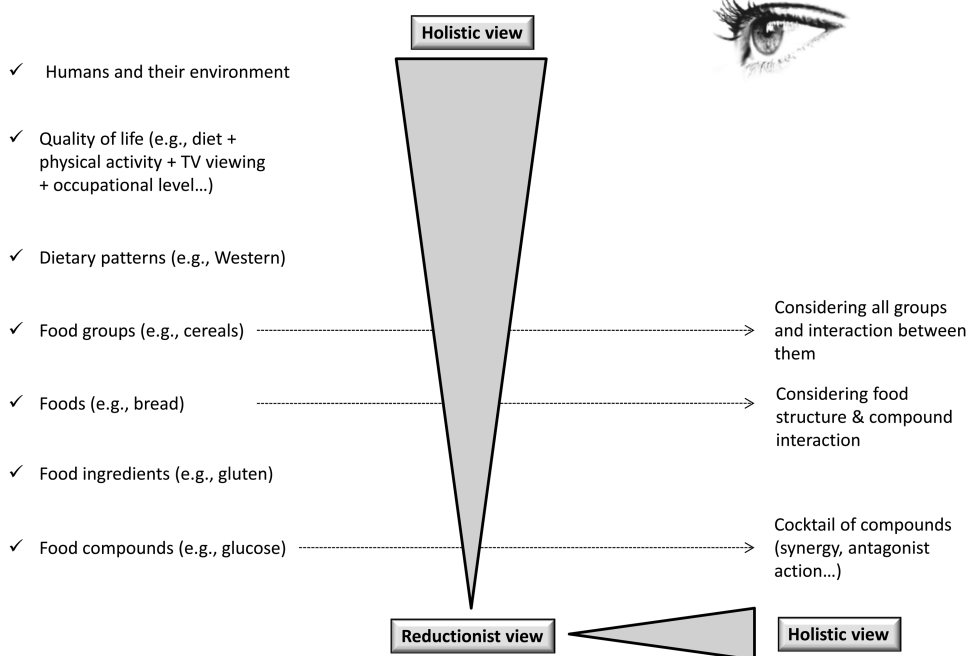 Holistic view
✓ Humans and their environment
✓ Quality of life (e.g., diet +
physical activity + TV viewing
+ occupational level…)
✓ Dietary patterns (e.g., Western)
✓ Food groups (e.g., cereals)
Considering all groups
and interaction between
them
✓ Foods (e.g., bread)
Considering food
structure & compound
interaction
✓ Food ingredients (e.g., gluten)
✓ Food compounds (e.g., glucose)
Cocktail of compounds
(synergy, antagonist
action…)
Reductionist view
Holistic view